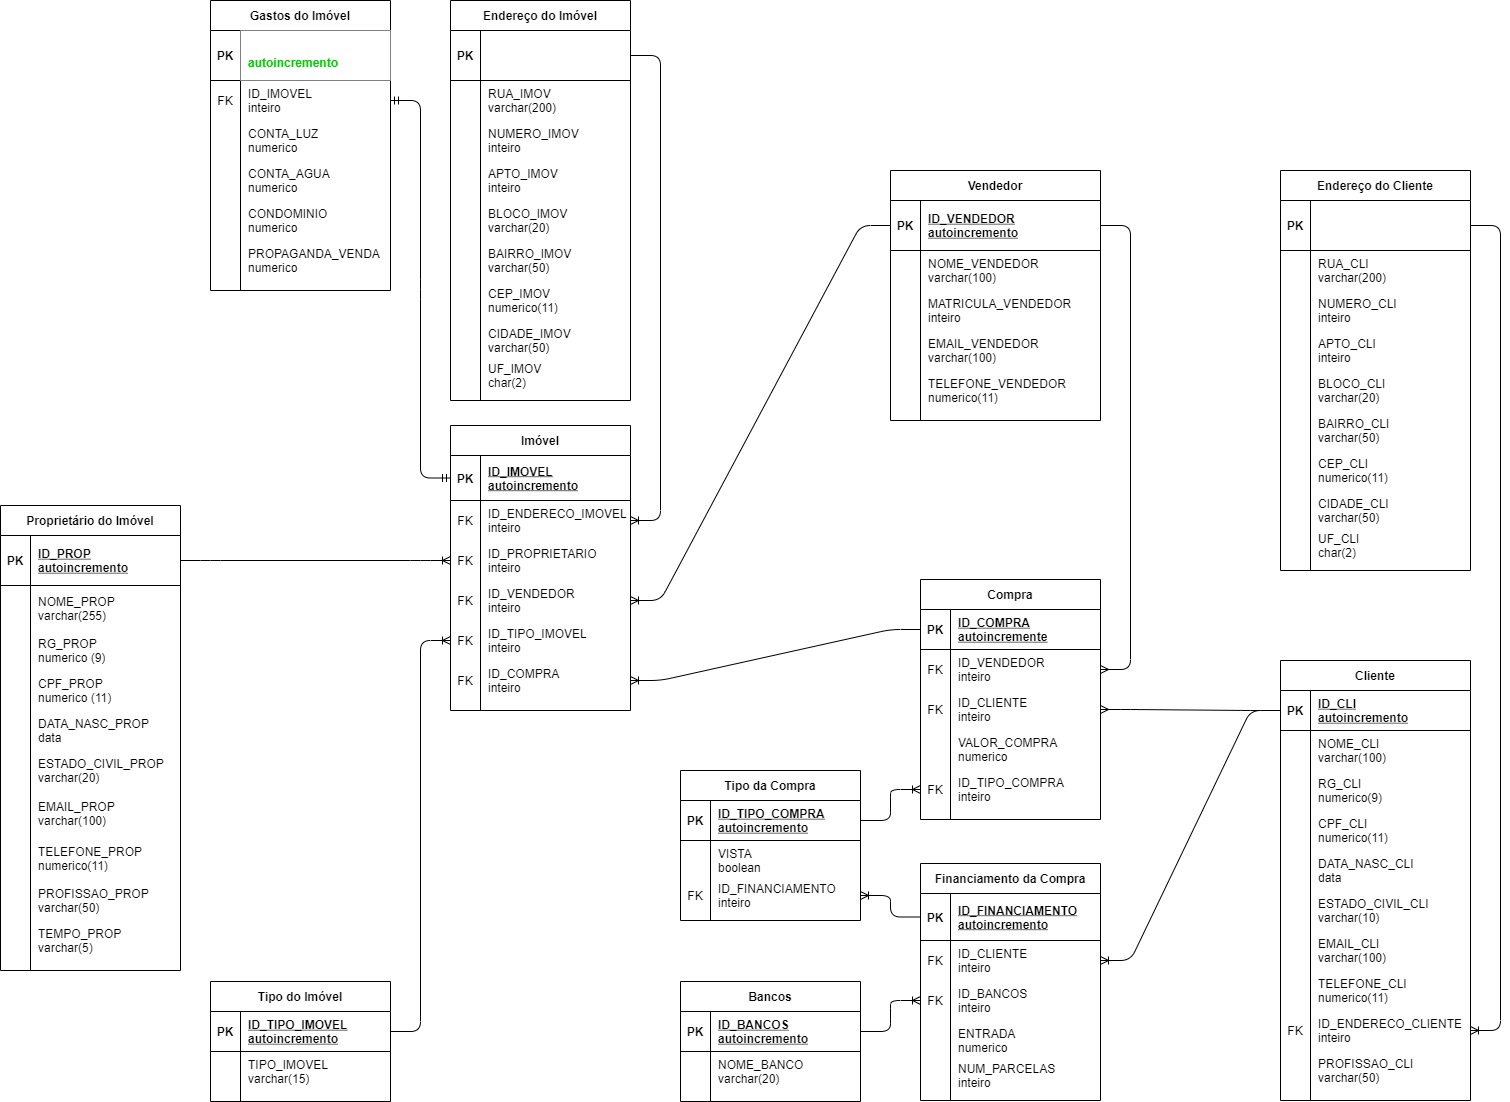 Gastos do Imóvel
PK
autoincremento
FK
ID_IMOVEL
inteiro
CONTA_LUZ
numerico
CONTA_AGUA
numerico
CONDOMINIO
numerico
PROPAGANDA_VENDA
numerico
Endereço do Imóvel
PK
RUA_IMOV
varchar(200)
NUMERO_IMOV
inteiro
APTO_IMOV
inteiro
BLOCO_IMOV
varchar(20)
BAIRRO_IMOV
varchar(50)
CEP_IMOV
numerico(11)
CIDADE_IMOV
varchar(50)
UF_IMOV
char(2)
Vendedor
PK
ID_VENDEDOR
autoincremento
NOME_VENDEDOR
varchar(100)
MATRICULA_VENDEDOR
inteiro
EMAIL_VENDEDOR
varchar(100)
TELEFONE_VENDEDOR
numerico(11)
Endereço do Cliente
PK
RUA_CLI
varchar(200)
NUMERO_CLI
inteiro
APTO_CLI
inteiro
BLOCO_CLI
varchar(20)
BAIRRO_CLI
varchar(50)
CEP_CLI
numerico(11)
CIDADE_CLI
varchar(50)
UF_CLI
char(2)
Imóvel
PK
ID_IMOVEL
autoincremento
FK
ID_ENDERECO_IMOVEL
inteiro
FK
ID_PROPRIETARIO
inteiro
FK
ID_VENDEDOR
inteiro
FK
ID_TIPO_IMOVEL
inteiro
FK
ID_COMPRA
inteiro
Proprietário do Imóvel
PK
ID_PROP
autoincremento
NOME_PROP
varchar(255)
RG_PROP
numerico (9)
CPF_PROP
numerico (11)
DATA_NASC_PROP
data
ESTADO_CIVIL_PROP
varchar(20)
EMAIL_PROP
varchar(100)
TELEFONE_PROP
numerico(11)
PROFISSAO_PROP
varchar(50)
TEMPO_PROP
varchar(5)
Compra
PK
ID_COMPRA
autoincremente
FK
ID_VENDEDOR
inteiro
FK
ID_CLIENTE
inteiro
VALOR_COMPRA
numerico
FK
ID_TIPO_COMPRA
inteiro
Cliente
PK
ID_CLI
autoincremento
NOME_CLI
varchar(100)
RG_CLI
numerico(9)
CPF_CLI
numerico(11)
DATA_NASC_CLI
data
ESTADO_CIVIL_CLI
varchar(10)
EMAIL_CLI
varchar(100)
TELEFONE_CLI
numerico(11)
FK
ID_ENDERECO_CLIENTE
inteiro
PROFISSAO_CLI
varchar(50)
Tipo da Compra
PK
ID_TIPO_COMPRA
autoincremento
VISTA
boolean
FK
ID_FINANCIAMENTO
inteiro
Financiamento da Compra
PK
ID_FINANCIAMENTO
autoincremento
FK
ID_CLIENTE
inteiro
FK
ID_BANCOS
inteiro
ENTRADA
numerico
NUM_PARCELAS
inteiro
Tipo do Imóvel
PK
ID_TIPO_IMOVEL
autoincremento
TIPO_IMOVEL
varchar(15)
Bancos
PK
ID_BANCOS
autoincremento
NOME_BANCO
varchar(20)